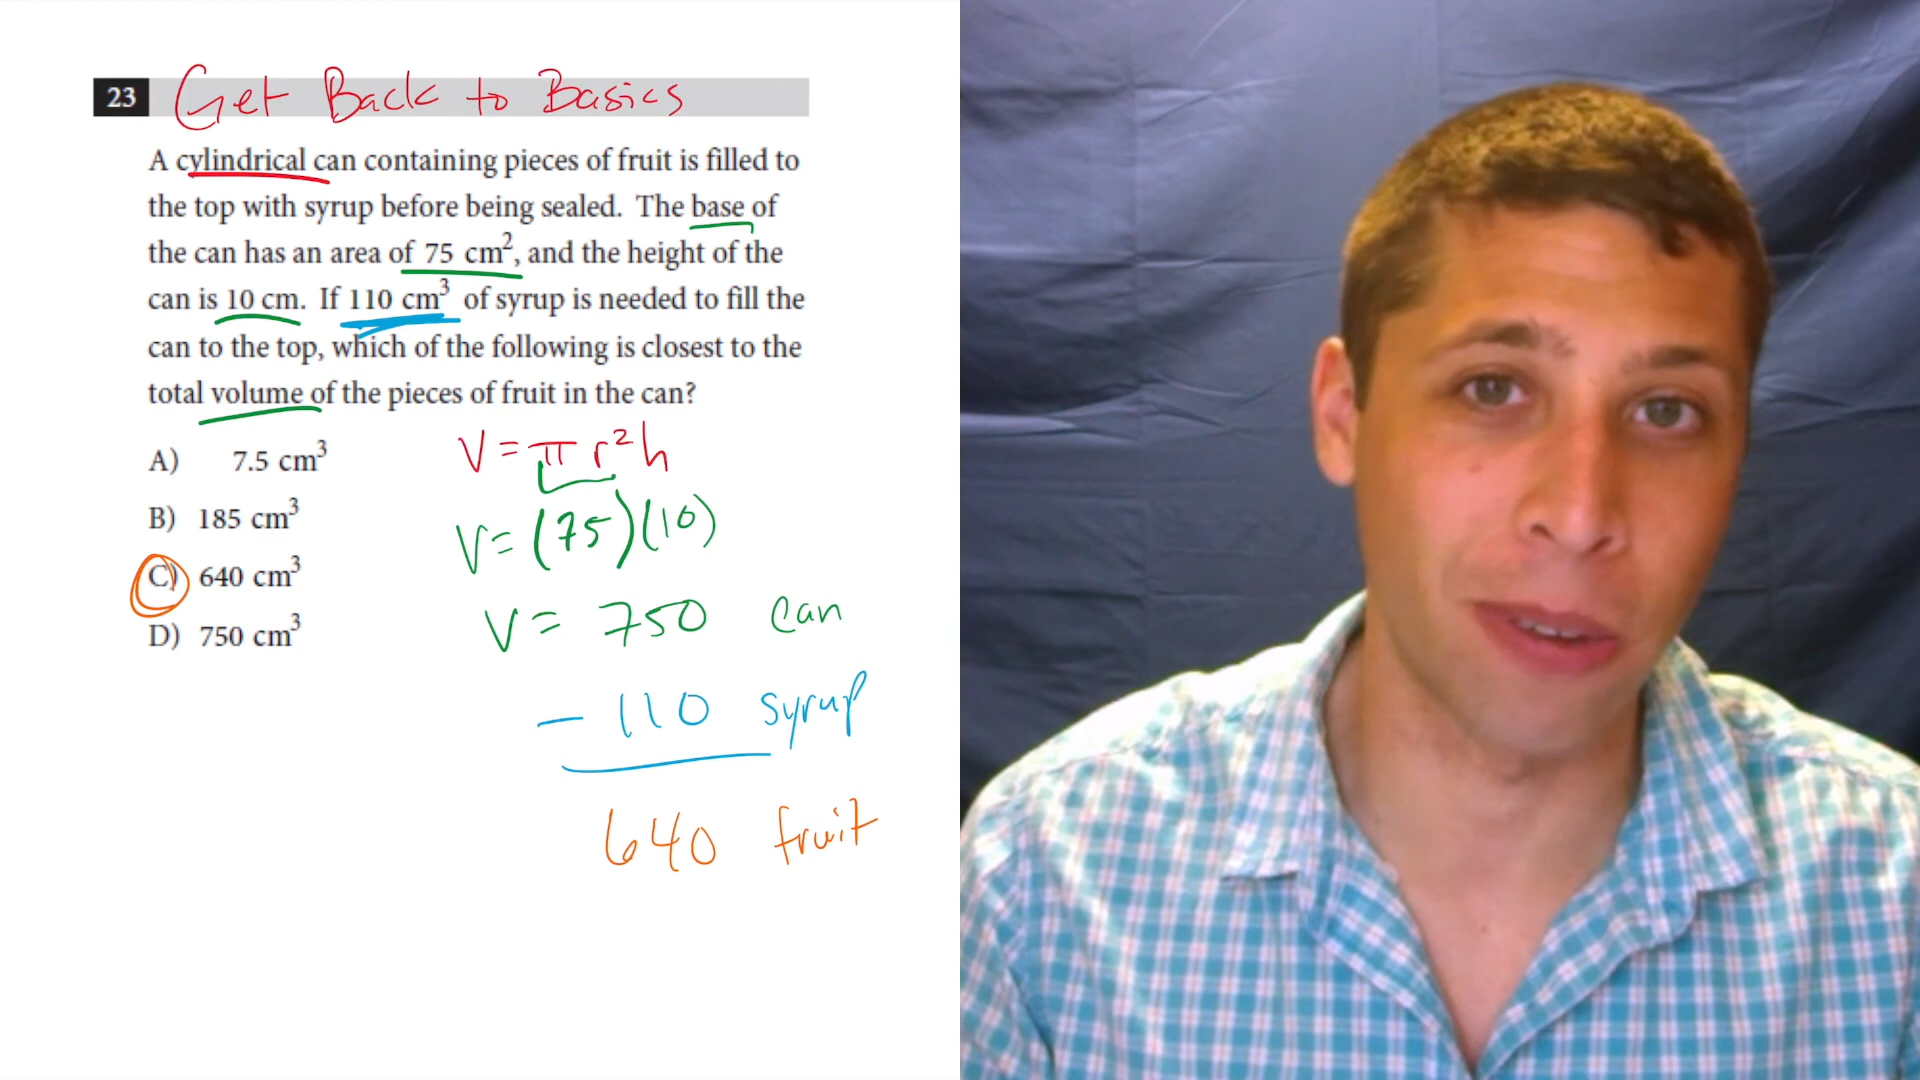 23 Get Back to Basics
A cylindrical can containing pieces of fruit is filled to
the top with syrup before being sealed. The base of
the can has an area of 75 cm², and the height of the
can is 10 cm. If 110 cm³ of syrup is needed to fill the
can to the top, which of the following is closest to the
total volume of the pieces of fruit in the can?
A) 7.5 cm³
B) 185 cm³
C) 640 cm³
D) 750 cm³
V = πr²h
V = (75)(10)
V = 750 can
– 110 syrup
640 fruit